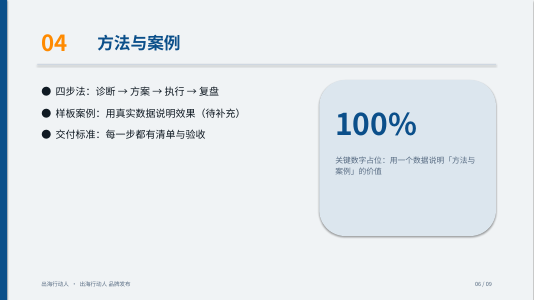 04 方法与案例
● 四步法：诊断 → 方案 → 执行 → 复盘
● 样板案例：用真实数据说明效果（待补充）
● 交付标准：每一步都有清单与验收
100%
关键数字占位：用一个数据说明「方法与
案例」的价值
出海行动人 · 出海行动人 品牌发布
06 / 09